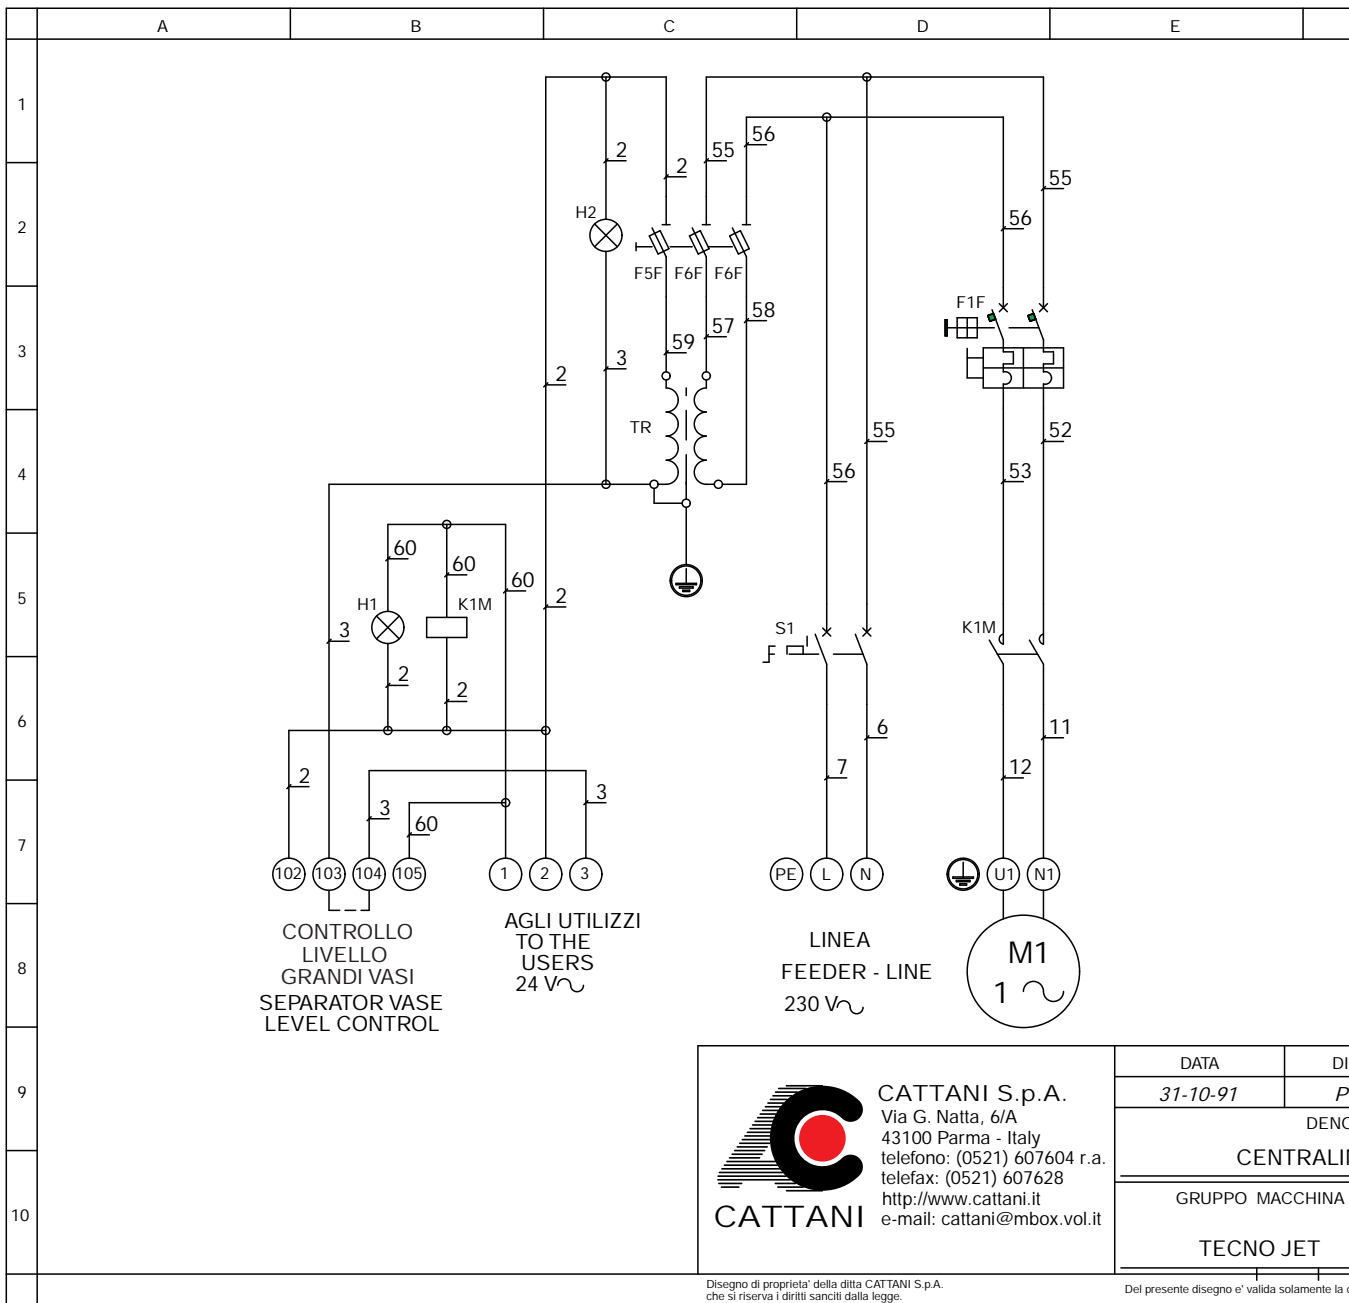 A B C D E
1
2
3
4
5
6
7
8
9
10
2
2
55
56
55
56
H2
F5F F6F F6F
F1F
58
57
59
3
2
TR
55
52
56
53
60
60
60
2
H1
K1M
3
S1
K1M
2
2
6
11
7
12
2
3
3
60
102 103 104 105 1 2 3 PE L N U1 N1
CONTROLLO
LIVELLO
GRANDI VASI
SEPARATOR VASE
LEVEL CONTROL
AGLI UTILIZZI
TO THE
USERS
24 V
LINEA
FEEDER - LINE
230 V
M1
1
CATTANI
CATTANI S.p.A.
Via G. Natta, 6/A
43100 Parma - Italy
telefono: (0521) 607604 r.a.
telefax: (0521) 607628
http://www.cattani.it
e-mail: cattani@mbox.vol.it
DATA
31-10-91
GRUPPO MACCHINA
TECNO JET
Disegno di proprieta' della ditta CATTANI S.p.A.
che si riserva i diritti sanciti dalla legge.
Del presente disegno e' valida solamente la